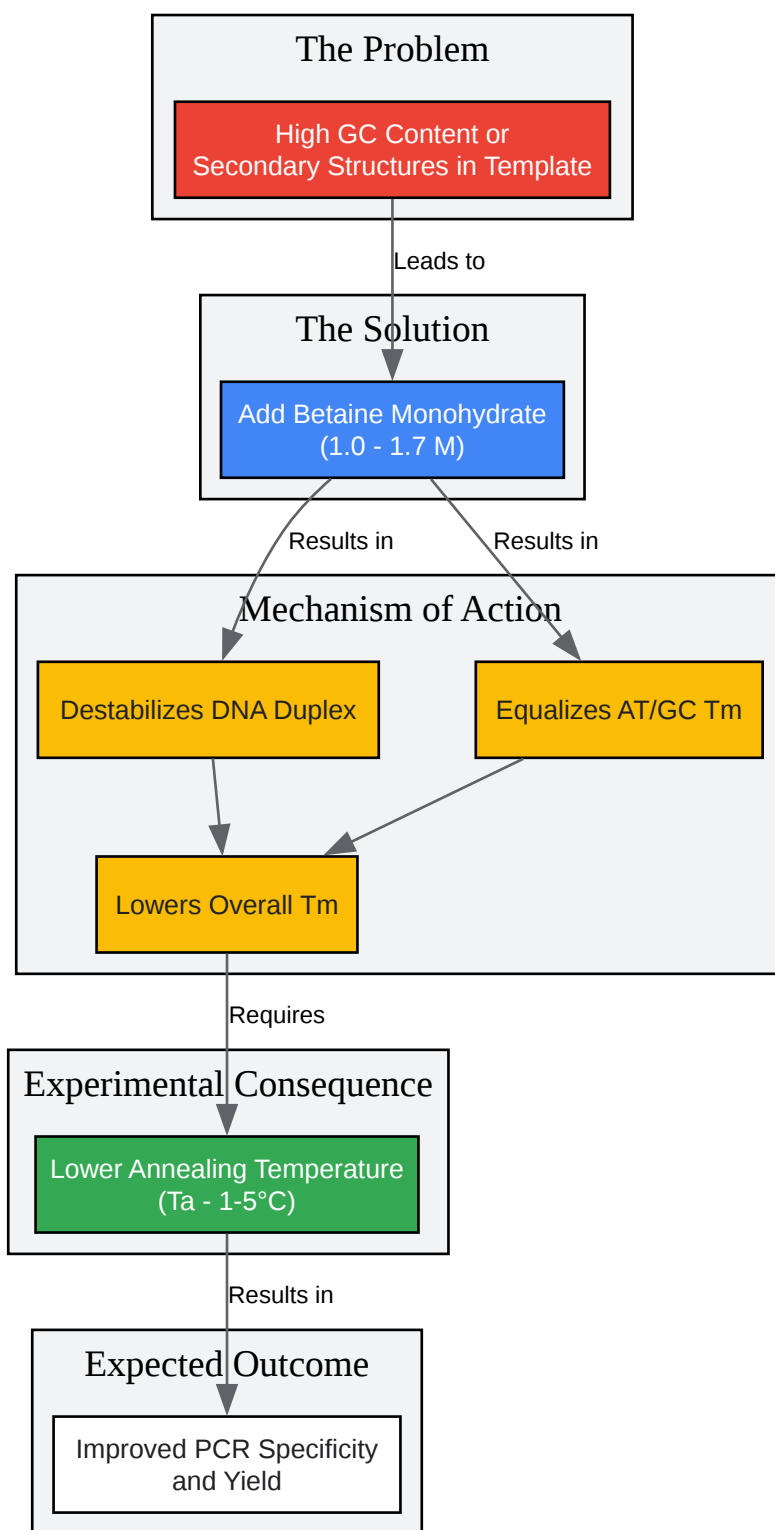 The Problem
High GC Content or
Secondary Structures in Template
Leads to
The Solution
Add Betaine Monohydrate
(1.0 - 1.7 M)
Results in
Results in
Mechanism of Action
Destabilizes DNA Duplex
Equalizes AT/GC Tm
Lowers Overall Tm
Requires
Experimental Consequence
Lower Annealing Temperature
(Ta - 1-5°C)
Results in
Expected Outcome
Improved PCR Specificity
and Yield